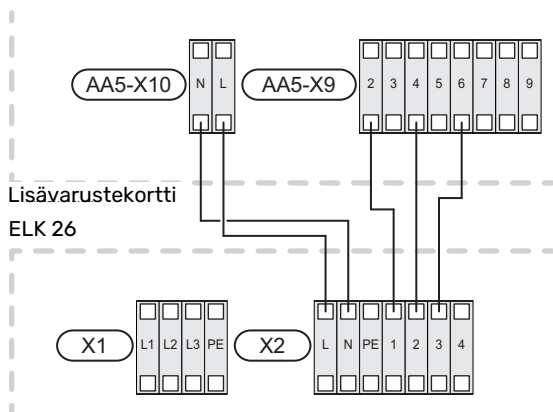 AA5-X10 N L AA5-X9 2 3 4 5 6 7 8 9
Lisävarustekortti
ELK 26
X1 L1 L2 L3 PE X2 L N PE 1 2 3 4